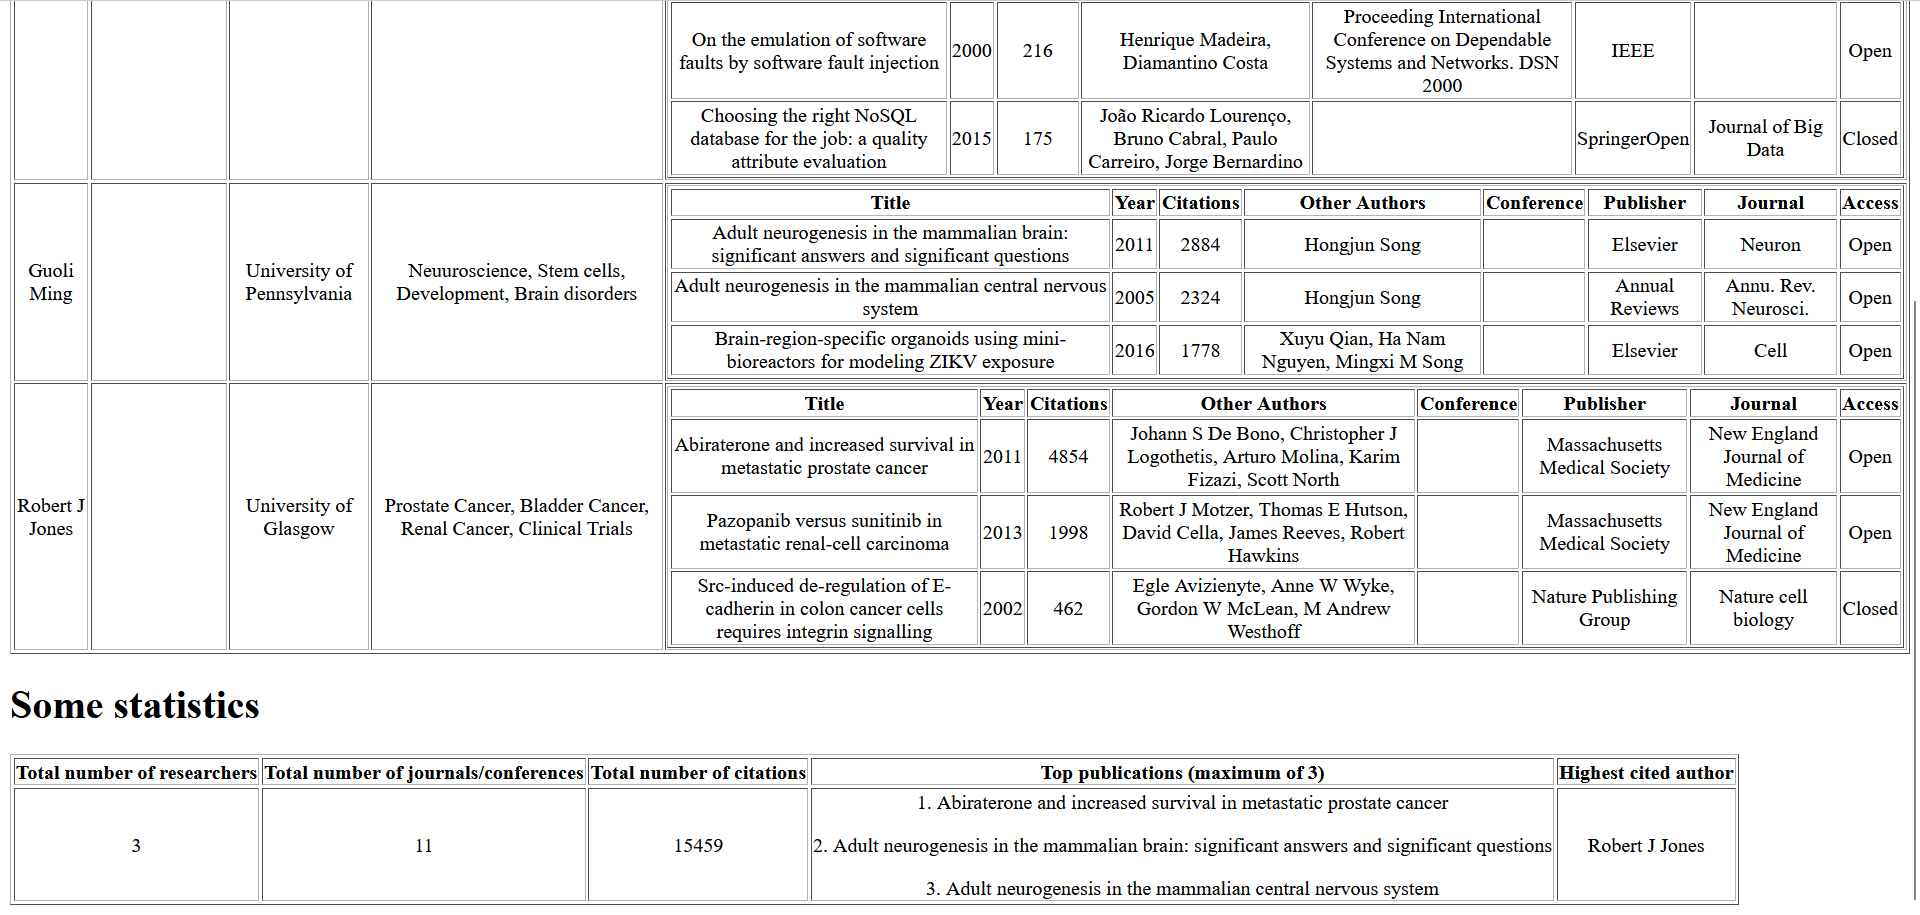 On the emulation of software
faults by software fault injection
2000
216
Henrique Madeira,
Diamantino Costa
Proceeding International
Conference on Dependable
Systems and Networks. DSN
2000
IEEE
Open
Choosing the right NoSQL
database for the job: a quality
attribute evaluation
2015
175
João Ricardo Lourenço,
Bruno Cabral, Paulo
Carreiro, Jorge Bernardino
SpringerOpen
Journal of Big
Data
Closed
Guoli
Ming
University of
Pennsylvania
Neuuroscience, Stem cells,
Development, Brain disorders
Title Year Citations Other Authors Conference Publisher Journal Access
Adult neurogenesis in the mammalian brain:
significant answers and significant questions
2011
2884
Hongjun Song
Elsevier
Neuron
Open
Adult neurogenesis in the mammalian central nervous
system
2005
2324
Hongjun Song
Annual
Reviews
Annu. Rev.
Neurosci.
Open
Brain-region-specific organoids using mini-
bioreactors for modeling ZIKV exposure
2016
1778
Xuyu Qian, Ha Nam
Nguyen, Mingxi M Song
Elsevier
Cell
Open
Robert J
Jones
University of
Glasgow
Prostate Cancer, Bladder Cancer,
Renal Cancer, Clinical Trials
Title Year Citations Other Authors Conference Publisher Journal Access
Abiraterone and increased survival in
metastatic prostate cancer
2011
4854
Johann S De Bono, Christopher J
Logothetis, Arturo Molina, Karim
Fizazi, Scott North
Massachusetts
Medical Society
New England
Journal of
Medicine
Open
Pazopanib versus sunitinib in
metastatic renal-cell carcinoma
2013
1998
Robert J Motzer, Thomas E Hutson,
David Cella, James Reeves, Robert
Hawkins
Massachusetts
Medical Society
New England
Journal of
Medicine
Open
Src-induced de-regulation of E-
cadherin in colon cancer cells
requires integrin signalling
2002
462
Egle Avizienyte, Anne W Wyke,
Gordon W McLean, M Andrew
Westhoff
Nature Publishing
Group
Nature cell
biology
Closed
Some statistics
Total number of researchers Total number of journals/conferences Total number of citations Top publications (maximum of 3) Highest cited author
3
11
15459
1. Abiraterone and increased survival in metastatic prostate cancer
2. Adult neurogenesis in the mammalian brain: significant answers and significant questions
3. Adult neurogenesis in the mammalian central nervous system
Robert J Jones